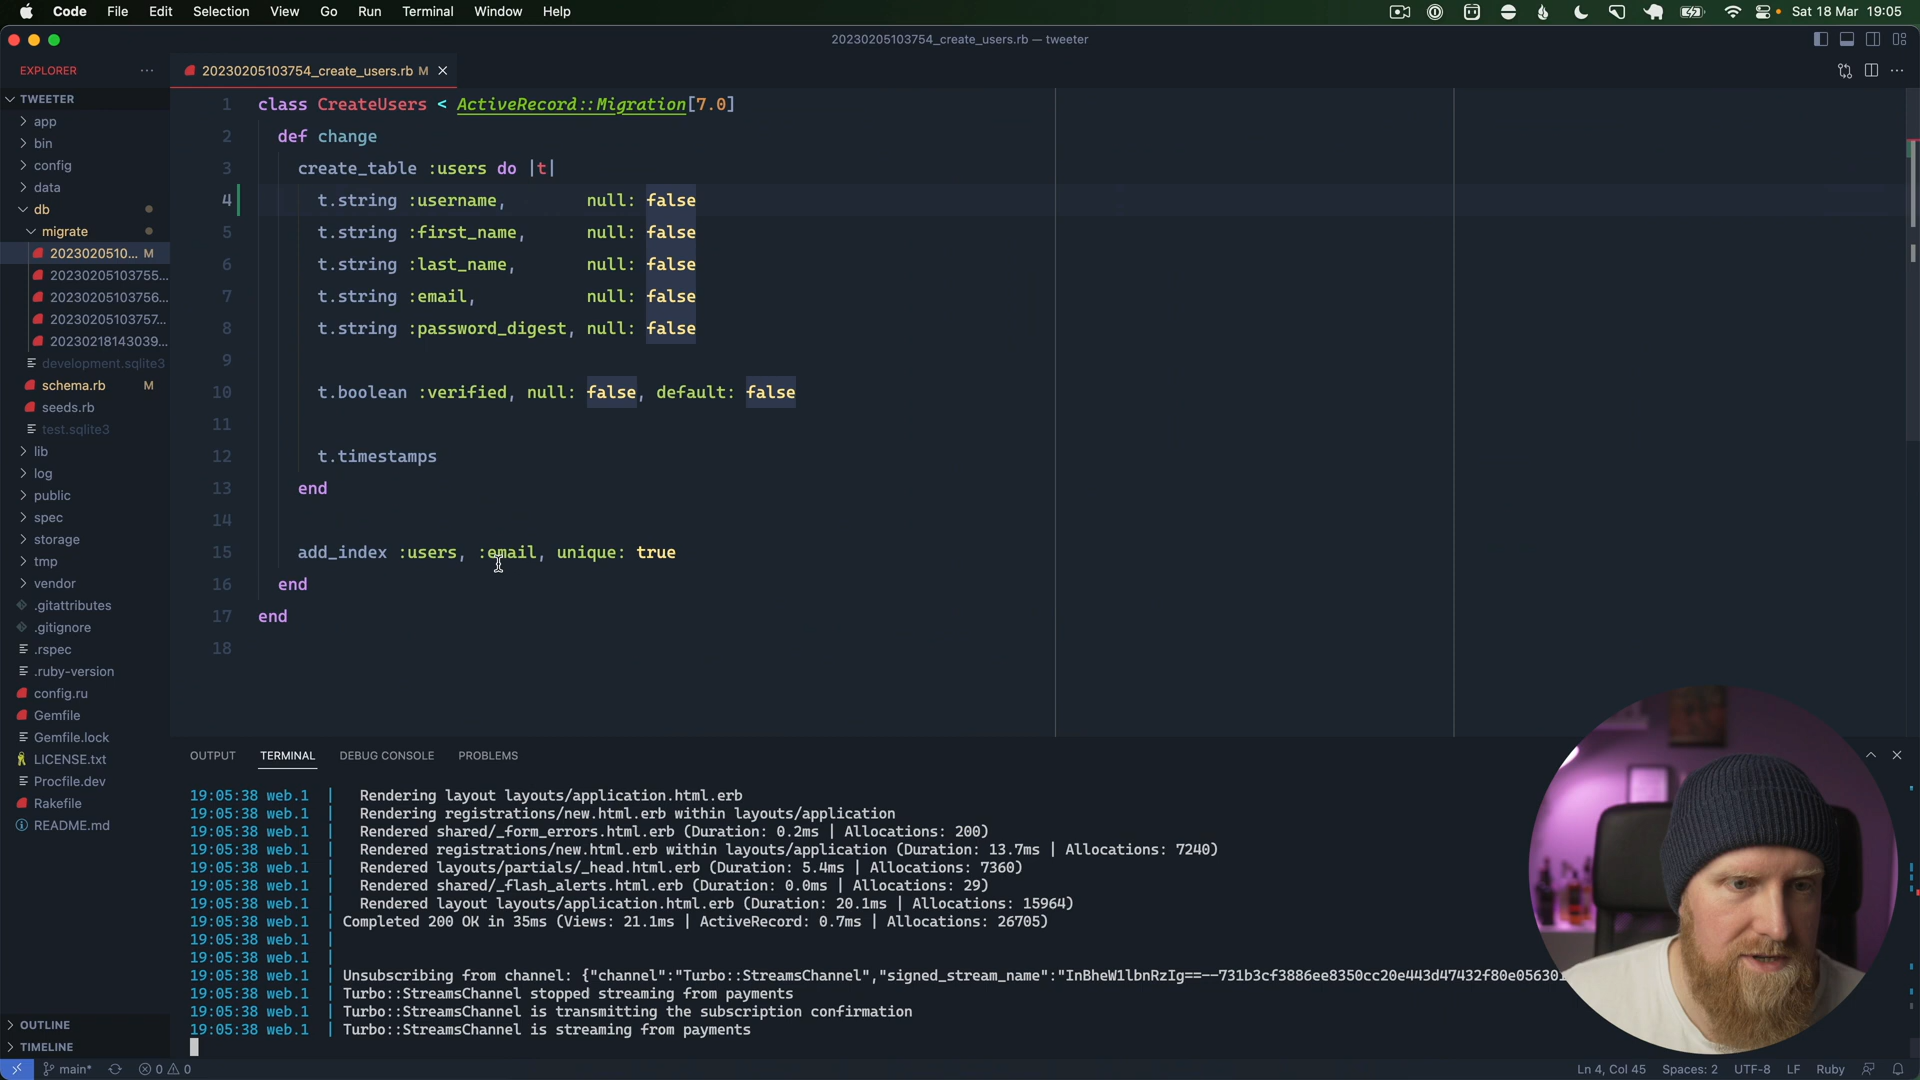 Code File Edit Selection View Go Run Terminal Window Help Sat 18 Mar 19:05
20230205103754_create_users.rb — tweeter
EXPLORER
20230205103754_create_users.rb M
TWEETER
app
bin
config
data
db
migrate
2023020510... M
20230205103755...
20230205103756...
20230205103757...
20230218143039...
development.sqlite3
schema.rb M
seeds.rb
test.sqlite3
lib
log
public
spec
storage
tmp
vendor
.gitattributes
.gitignore
.rspec
.ruby-version
config.ru
Gemfile
Gemfile.lock
LICENSE.txt
Procfile.dev
Rakefile
README.md
OUTLINE
TIMELINE
1 class CreateUsers < ActiveRecord::Migration[7.0]
2 def change
3 create_table :users do |t|
4 t.string :username, null: false
5 t.string :first_name, null: false
6 t.string :last_name, null: false
7 t.string :email, null: false
8 t.string :password_digest, null: false
9
10 t.boolean :verified, null: false, default: false
11
12 t.timestamps
13 end
14
15 add_index :users, :email, unique: true
16 end
17 end
18
OUTPUT TERMINAL DEBUG CONSOLE PROBLEMS
19:05:38 web.1 | Rendering layout layouts/application.html.erb
19:05:38 web.1 | Rendering registrations/new.html.erb within layouts/application
19:05:38 web.1 | Rendered shared/_form_errors.html.erb (Duration: 0.2ms | Allocations: 200)
19:05:38 web.1 | Rendered registrations/new.html.erb within layouts/application (Duration: 13.7ms | Allocations: 7240)
19:05:38 web.1 | Rendered layouts/partials/_head.html.erb (Duration: 5.4ms | Allocations: 7360)
19:05:38 web.1 | Rendered shared/_flash_alerts.html.erb (Duration: 0.0ms | Allocations: 29)
19:05:38 web.1 | Rendered layout layouts/application.html.erb (Duration: 20.1ms | Allocations: 15964)
19:05:38 web.1 | Completed 200 OK in 35ms (Views: 21.1ms | ActiveRecord: 0.7ms | Allocations: 26705)
19:05:38 web.1 |
19:05:38 web.1 |
19:05:38 web.1 | Unsubscribing from channel: {"channel":"Turbo::StreamsChannel","signed_stream_name":"InBheW1lbnRzIg==--731b3cf3886ee8350cc20e443d47432f80e056301
19:05:38 web.1 | Turbo::StreamsChannel stopped streaming from payments
19:05:38 web.1 | Turbo::StreamsChannel is transmitting the subscription confirmation
19:05:38 web.1 | Turbo::StreamsChannel is streaming from payments
main* 0 0 Ln 4, Col 45 Spaces: 2 UTF-8 LF Ruby